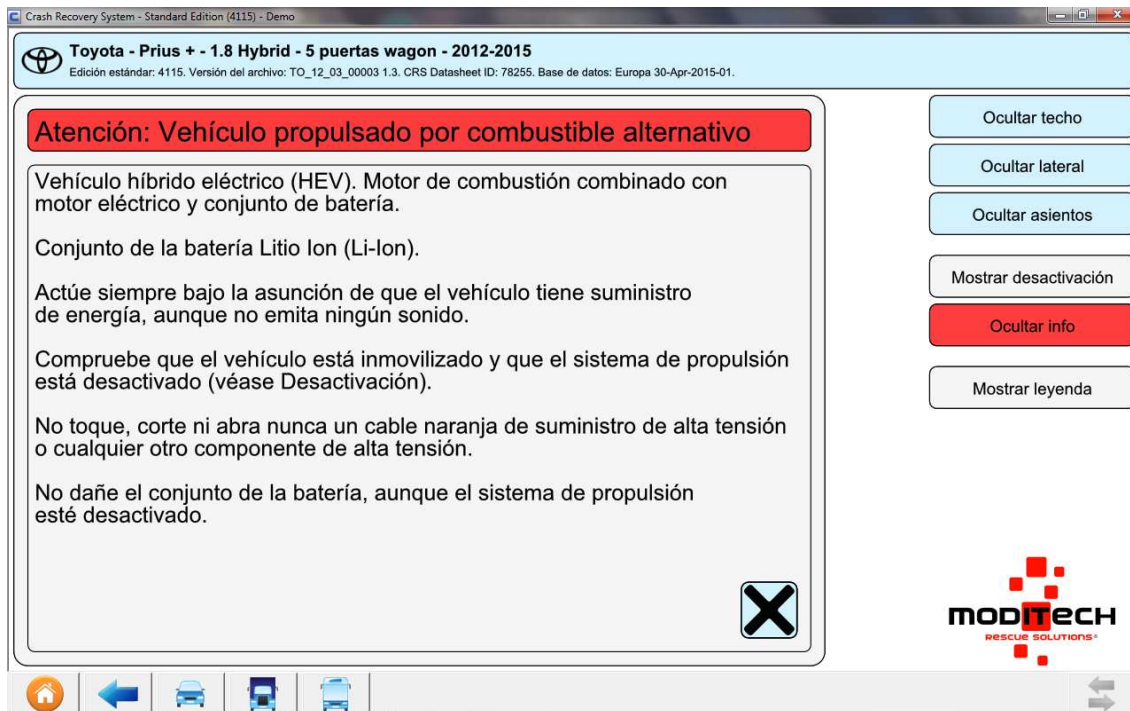 Crash Recovery System - Standard Edition (4115) - Demo
Toyota - Prius + - 1.8 Hybrid - 5 puertas wagon - 2012-2015
Edición estándar: 4115. Versión del archivo: TO_12_03_00003 1.3. CRS Datasheet ID: 78255. Base de datos: Europa 30-Apr-2015-01.
Atención: Vehículo propulsado por combustible alternativo
Vehículo híbrido eléctrico (HEV). Motor de combustión combinado con
motor eléctrico y conjunto de batería.
Conjunto de la batería Litio Ion (Li-Ion).
Actúe siempre bajo la asunción de que el vehículo tiene suministro
de energía, aunque no emita ningún sonido.
Compruebe que el vehículo está inmovilizado y que el sistema de propulsión
está desactivado (véase Desactivación).
No toque, corte ni abra nunca un cable naranja de suministro de alta tensión
o cualquier otro componente de alta tensión.
No dañe el conjunto de la batería, aunque el sistema de propulsión
esté desactivado.
Ocultar techo
Ocultar lateral
Ocultar asientos
Mostrar desactivación
Ocultar info
Mostrar leyenda
MODITECH
RESCUE SOLUTIONS®